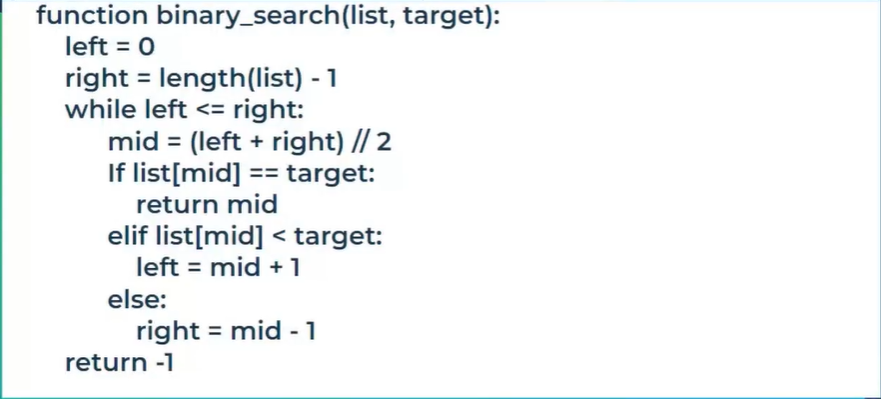 function binary_search(list, target):
left = 0
right = length(list) - 1
while left <= right:
mid = (left + right) // 2
If list[mid] == target:
return mid
elif list[mid] < target:
left = mid + 1
else:
right = mid - 1
return -1